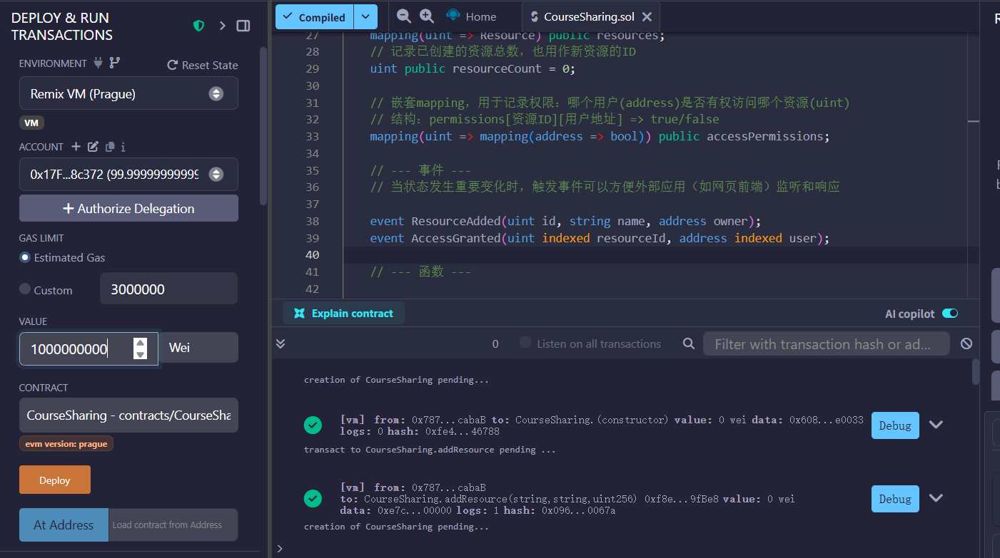 DEPLOY & RUN
TRANSACTIONS
ENVIRONMENT
Reset State
Remix VM (Prague)
VM
ACCOUNT + i
0x17F...8c372 (99.99999999999
+ Authorize Delegation
GAS LIMIT
Estimated Gas
Custom 3000000
VALUE
1000000000 Wei
CONTRACT
CourseSharing - contracts/CourseSha
evm version: prague
Deploy
At Address Load contract from Address
Compiled Home CourseSharing.sol
27 mapping(uint => Resource) public resources;
28 // 记录已创建的资源总数，也用作新资源的ID
29 uint public resourceCount = 0;
30
31 // 嵌套mapping，用于记录权限：哪个用户(address)是否有权访问哪个资源(uint)
32 // 结构：permissions[资源ID][用户地址] => true/false
33 mapping(uint => mapping(address => bool)) public accessPermissions;
34
35 // --- 事件 ---
36 // 当状态发生重要变化时，触发事件可以方便外部应用（如网页前端）监听和响应
37
38 event ResourceAdded(uint id, string name, address owner);
39 event AccessGranted(uint indexed resourceId, address indexed user);
40
41 // --- 函数 ---
42
Explain contract AI copilot
0 Listen on all transactions Filter with transaction hash or ad...
creation of CourseSharing pending...
[vm] from: 0x787...cabaB to: CourseSharing.(constructor) value: 0 wei data: 0x608...e0033
logs: 0 hash: 0xfe4...46788
Debug
transact to CourseSharing.addResource pending ...
[vm] from: 0x787...cabaB
to: CourseSharing.addResource(string,string,uint256) 0xf8e...9fBe8 value: 0 wei
data: 0xe7c...00000 logs: 1 hash: 0x096...0067a
Debug
creation of CourseSharing pending...
>